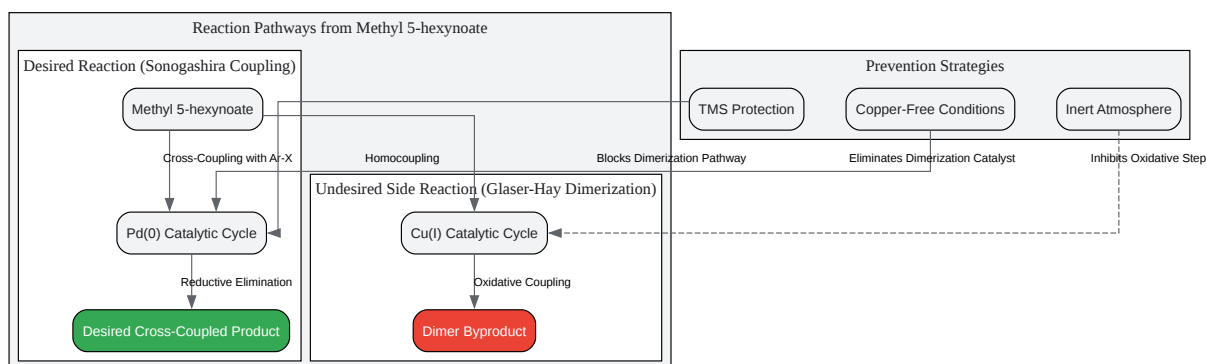 Reaction Pathways from Methyl 5-hexynoate
Desired Reaction (Sonogashira Coupling)
Prevention Strategies
Methyl 5-hexynoate
TMS Protection
Copper-Free Conditions
Inert Atmosphere
Cross-Coupling with Ar-X
Homocoupling
Blocks Dimerization Pathway
Eliminates Dimerization Catalyst
Inhibits Oxidative Step
Undesired Side Reaction (Glaser-Hay Dimerization)
Pd(0) Catalytic Cycle
Cu(I) Catalytic Cycle
Reductive Elimination
Oxidative Coupling
Desired Cross-Coupled Product
Dimer Byproduct